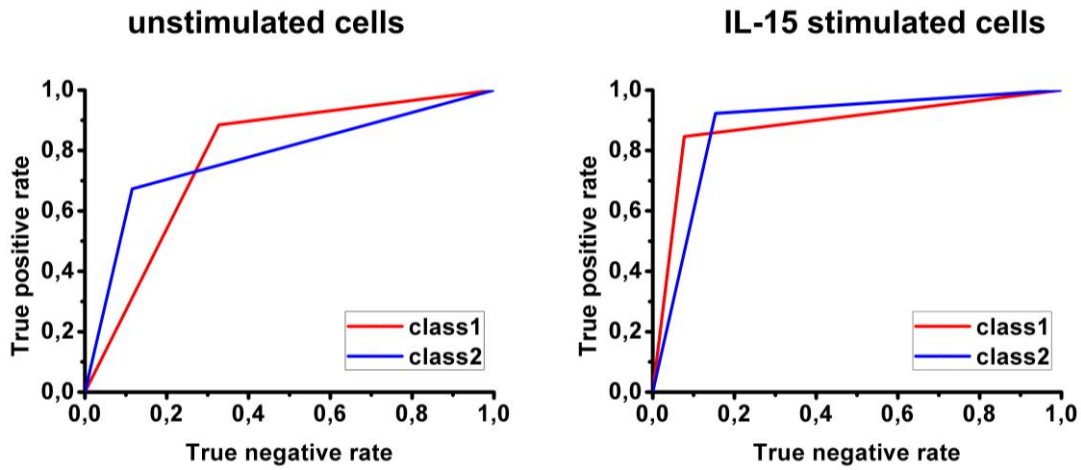 unstimulated cells
True positive rate
1,0
0,8
0,6
0,4
0,2
0,0
0,0 0,2 0,4 0,6 0,8 1,0
True negative rate
class1
class2
IL-15 stimulated cells
True positive rate
1,0
0,8
0,6
0,4
0,2
0,0
0,0 0,2 0,4 0,6 0,8 1,0
True negative rate
class1
class2